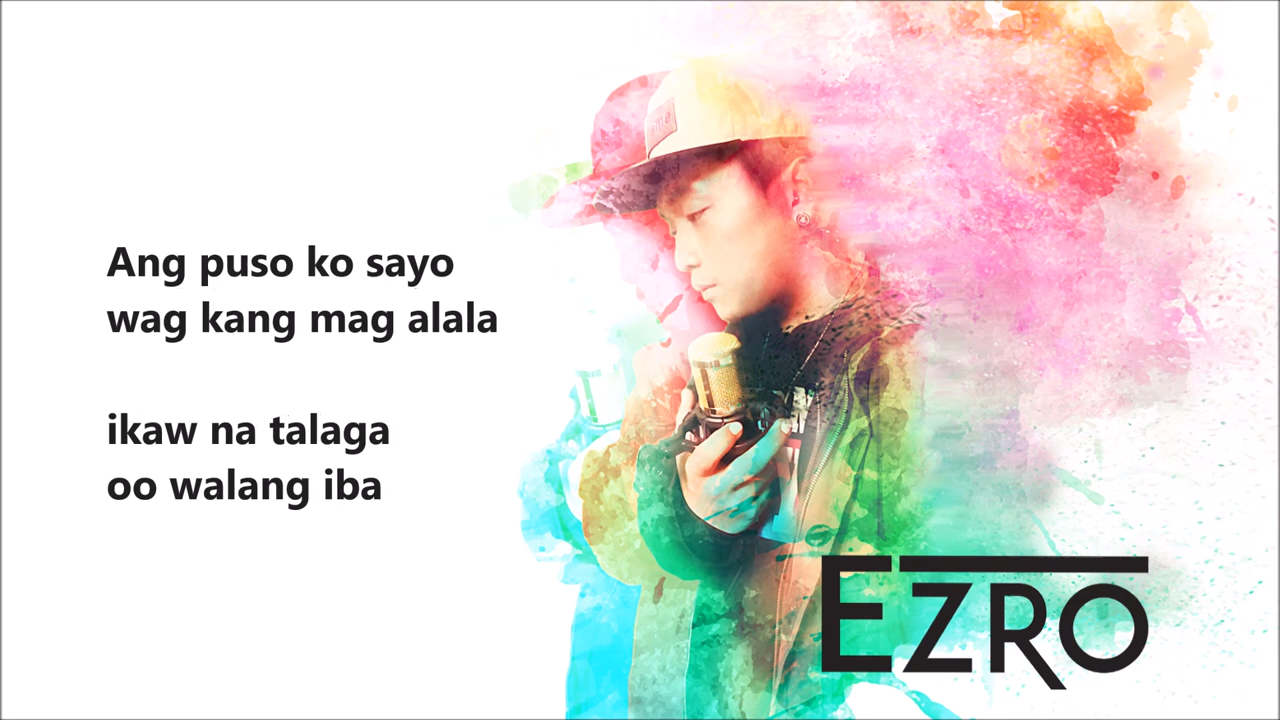 Ang puso ko sayo
wag kang mag alala
ikaw na talaga
oo walang iba
EZRO